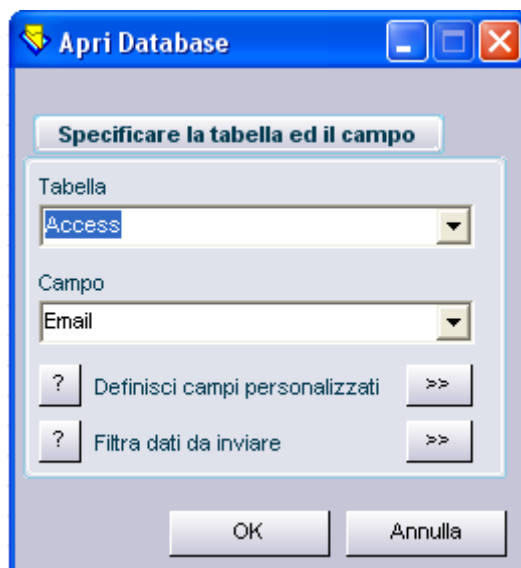 Apri Database
Specificare la tabella ed il campo
Tabella
Access
Campo
Email
? Definisci campi personalizzati >>
? Filtra dati da inviare >>
OK Annulla